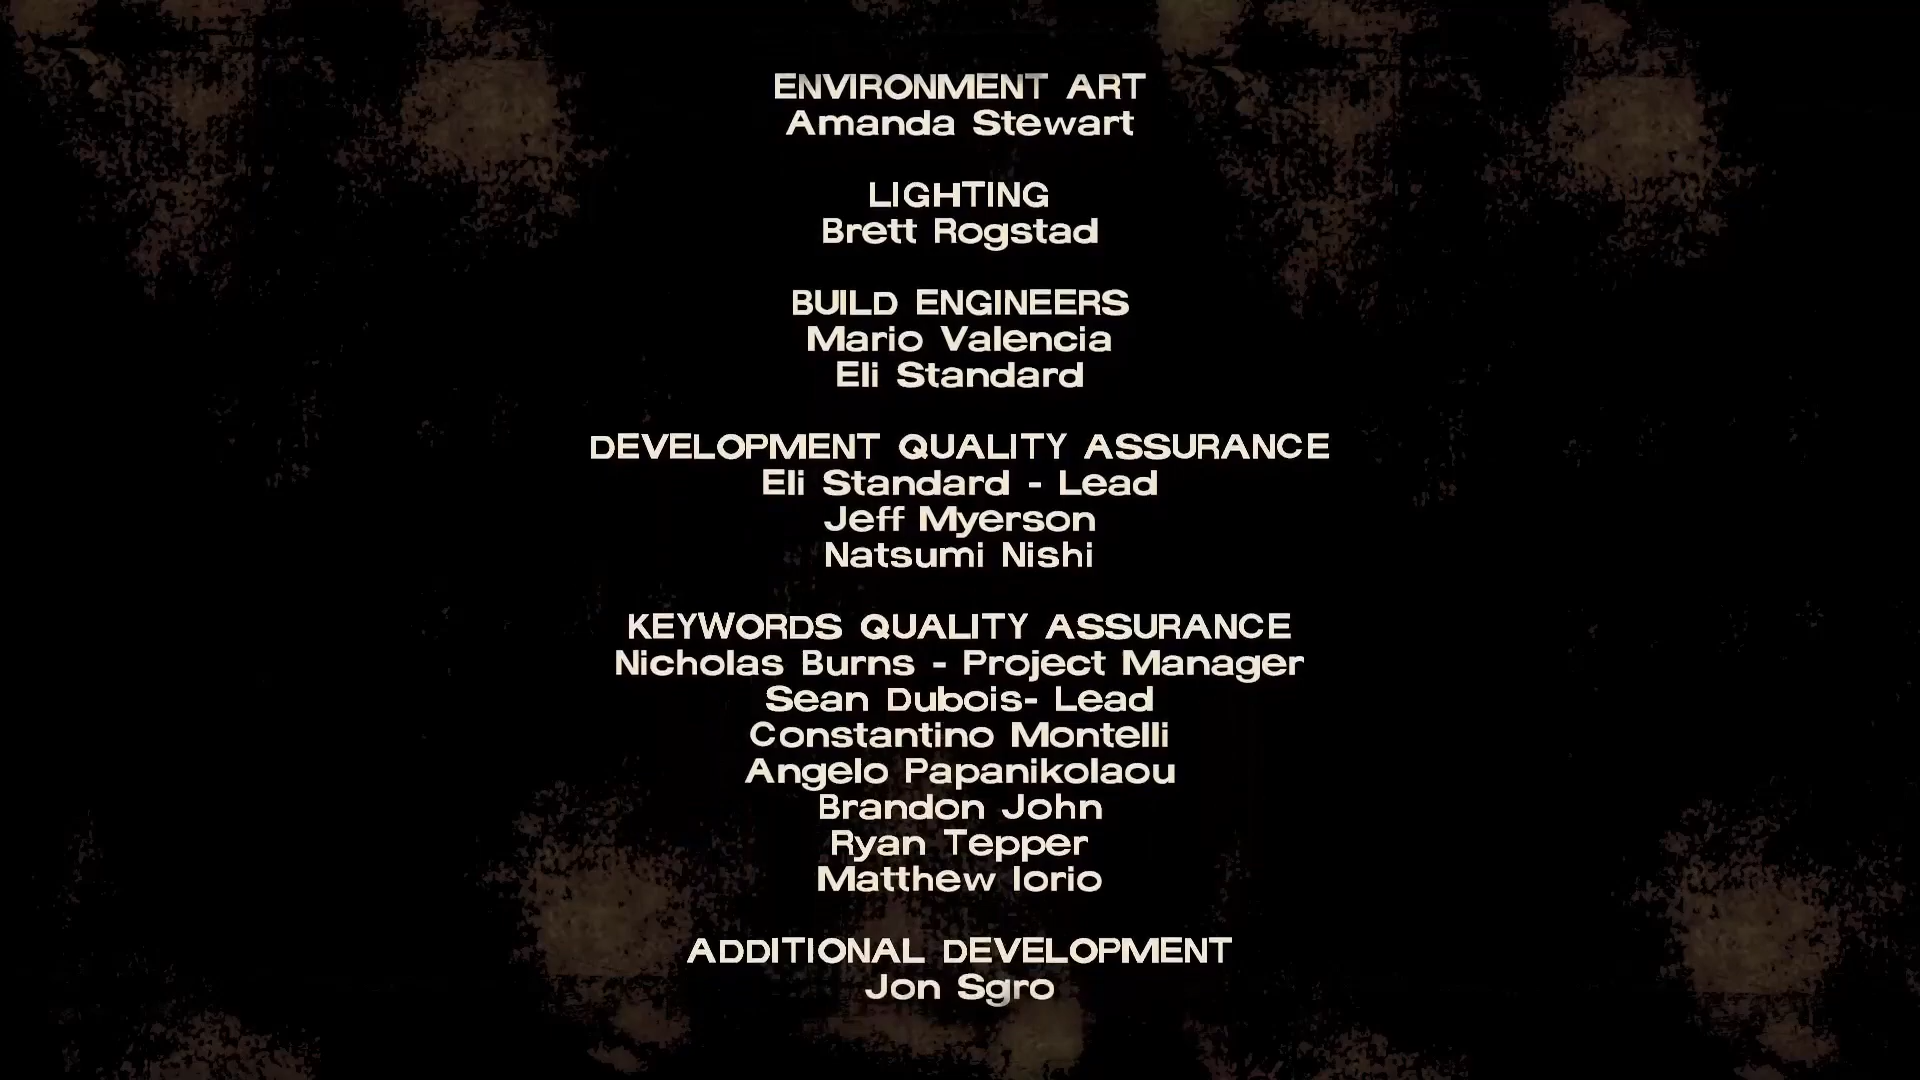 ENVIRONMENT ART
Amanda Stewart
LIGHTING
Brett Rogstad
BUILD ENGINEERS
Mario Valencia
Eli Standard
DEVELOPMENT QUALITY ASSURANCE
Eli Standard - Lead
Jeff Myerson
Natsumi Nishi
KEYWORDS QUALITY ASSURANCE
Nicholas Burns - Project Manager
Sean Dubois- Lead
Constantino Montelli
Angelo Papanikolaou
Brandon John
Ryan Tepper
Matthew Iorio
ADDITIONAL DEVELOPMENT
Jon Sgro